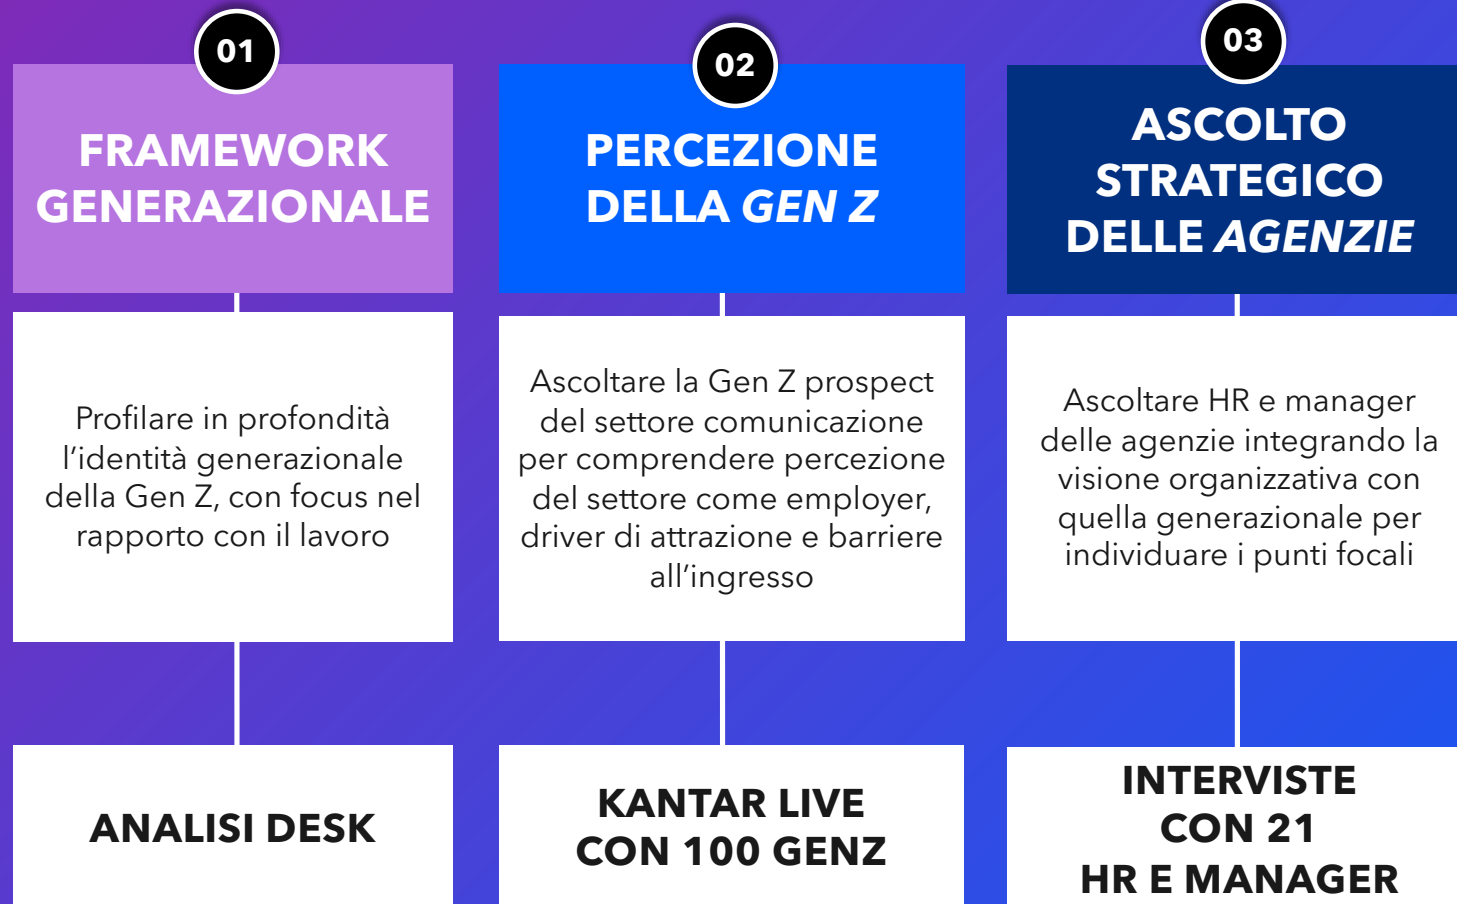 01
FRAMEWORK
GENERAZIONALE
Profilare in profondità
l’identità generazionale
della Gen Z, con focus nel
rapporto con il lavoro
ANALISI DESK
02
PERCEZIONE
DELLA GEN Z
Ascoltare la Gen Z prospect
del settore comunicazione
per comprendere percezione
del settore come employer,
driver di attrazione e barriere
all’ingresso
KANTAR LIVE
CON 100 GENZ
03
ASCOLTO
STRATEGICO
DELLE AGENZIE
Ascoltare HR e manager
delle agenzie integrando la
visione organizzativa con
quella generazionale per
individuare i punti focali
INTERVISTE
CON 21
HR E MANAGER